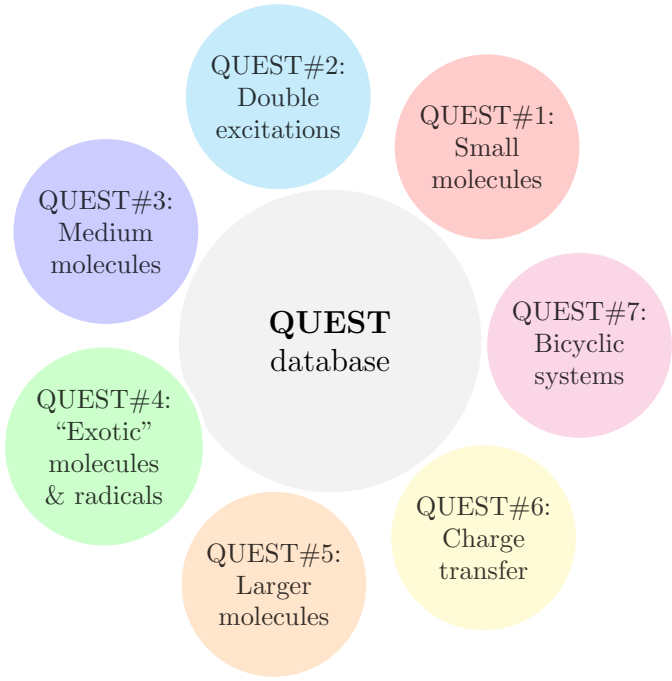 QUEST
database
QUEST#1:
Small
molecules
QUEST#2:
Double
excitations
QUEST#3:
Medium
molecules
QUEST#4:
“Exotic”
molecules
& radicals
QUEST#5:
Larger
molecules
QUEST#6:
Charge
transfer
QUEST#7:
Bicyclic
systems